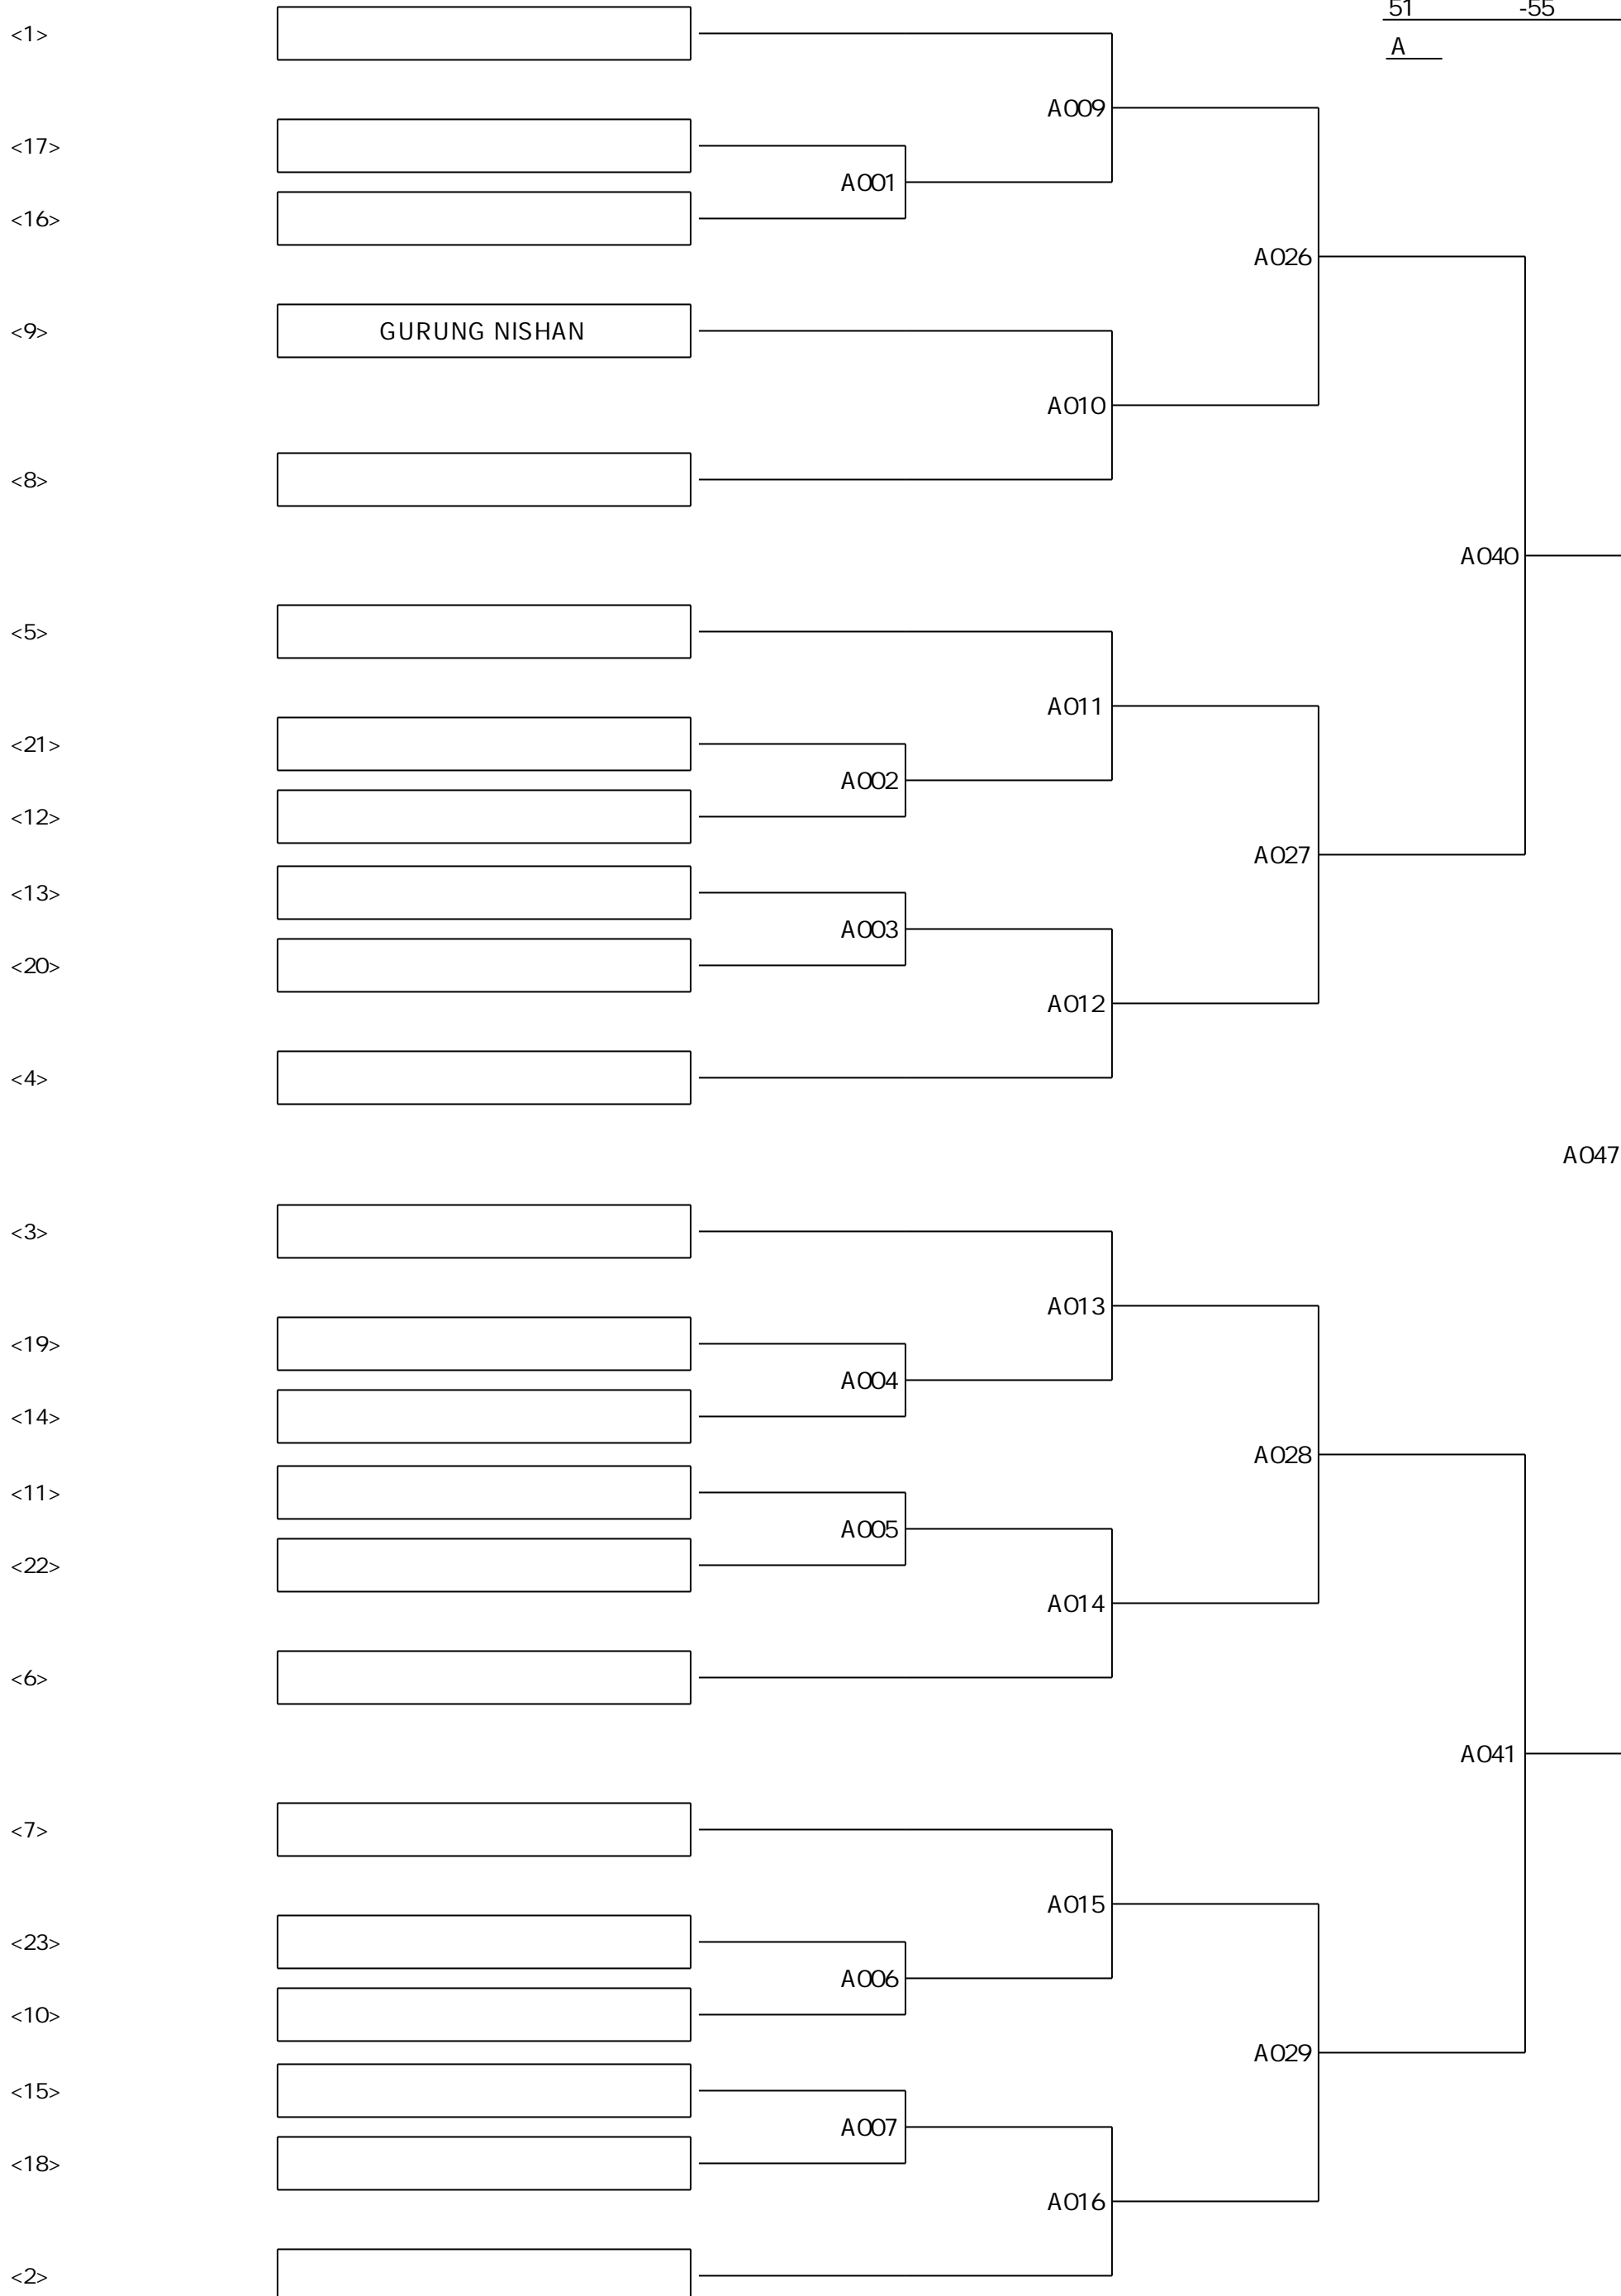 51 -55
<1>
A
A009
<17>
A001
<16>
A026
<9> GURUNG NISHAN
A010
<8>
A040
<5>
A011
<21>
A002
<12>
A027
<13>
A003
<20>
A012
<4>
A047
<3>
A013
<19>
A004
<14>
A028
<11>
A005
<22>
A014
<6>
A041
<7>
A015
<23>
A006
<10>
A029
<15>
A007
<18>
A016
<2>